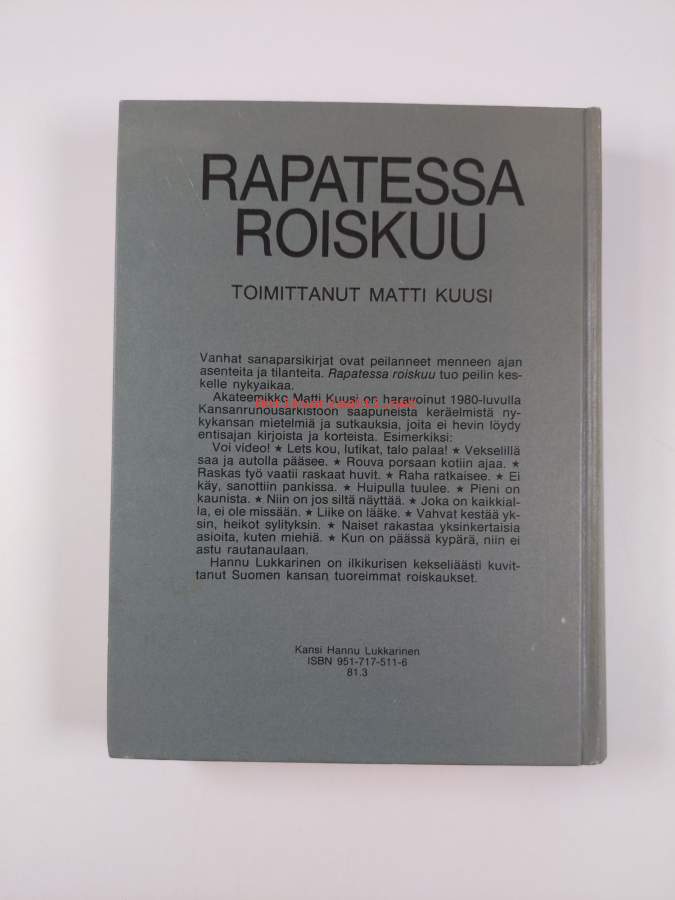 RAPATESSA
ROISKUU
TOIMITTANUT MATTI KUUSI
Vanhat sanaparsikirjat ovat peilanneet menneen ajan
asenteita ja tilanteita. Rapatessa roiskuu tuo peilin kes-
kelle nykyaikaa.
Akateemikko Matti Kuusi on haravoinut 1980-luvulla
Kansanrunousarkistoon saapuneista keräelmistä ny-
kykansan mietelmiä ja sutkauksia, joita ei hevin löydy
entisajan kirjoista ja korteista. Esimerkiksi:
Voi video! ★ Lets kou, lutikat, talo palaa! ★ Vekselillä
saa ja autolla pääsee. ★ Rouva porsaan kotiin ajaa. ★
Raskas työ vaatii raskaat huvit. ★ Raha ratkaisee. ★ Ei
käy, sanottiin pankissa. ★ Huipulla tuulee. ★ Pieni on
kaunista. ★ Niin on jos siltä näyttää. ★ Joka on kaikkial-
la, ei ole missään. ★ Liike on lääke. ★ Vahvat kestää yk-
sin, heikot sylityksin. ★ Naiset rakastaa yksinkertaisia
asioita, kuten miehiä. ★ Kun on päässä kypärä, niin ei
astu rautanaulaan.
Hannu Lukkarinen on ilkikurisen kekseliäästi kuvit-
tanut Suomen kansan tuoreimmat roiskaukset.
Kansi Hannu Lukkarinen
ISBN 951-717-511-6
81.3